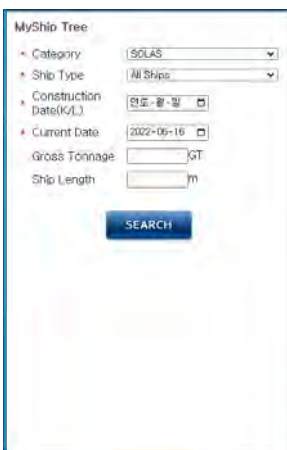 MyShip Tree
* Category SOLAS
* Ship Type All Ships
* Construction Date(K/L) 연도-월-일
* Current Date 2022-06-16
Gross Tonnage GT
Ship Length m
SEARCH